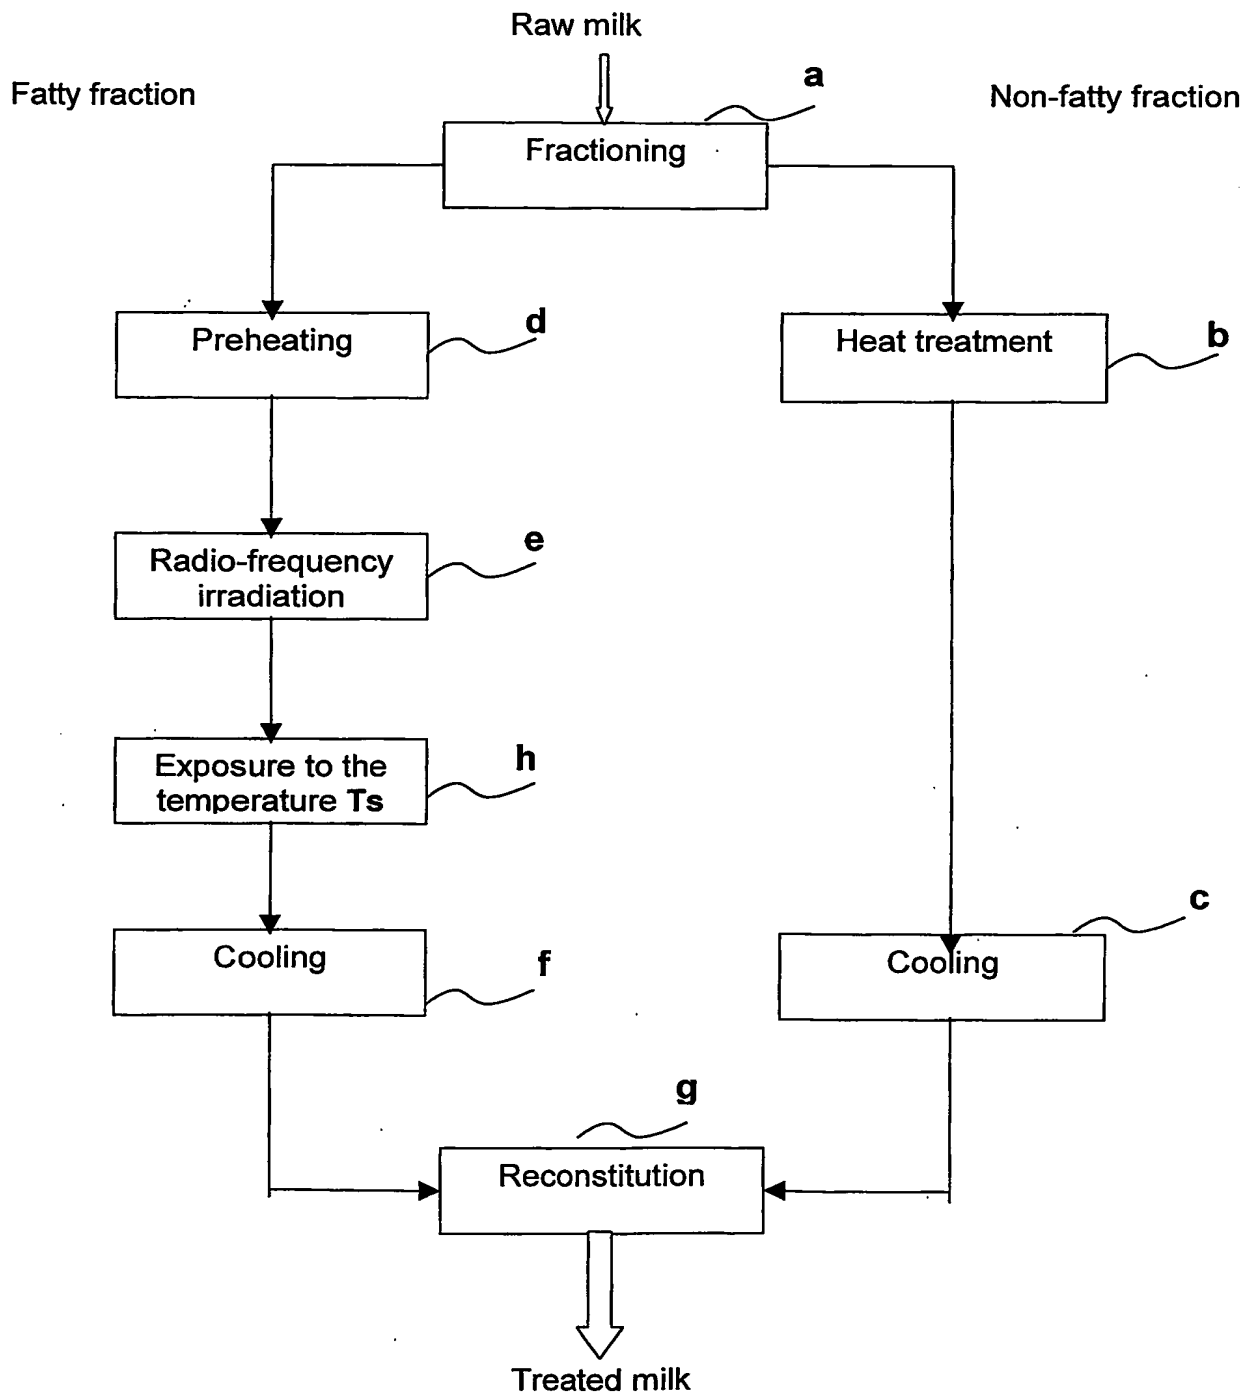 Raw milk
Fatty fraction
a
Non-fatty fraction
Fractioning
Preheating
d
Heat treatment
b
Radio-frequency
irradiation
e
Exposure to the
temperature Ts
h
Cooling
f
c
Cooling
g
Reconstitution
Treated milk